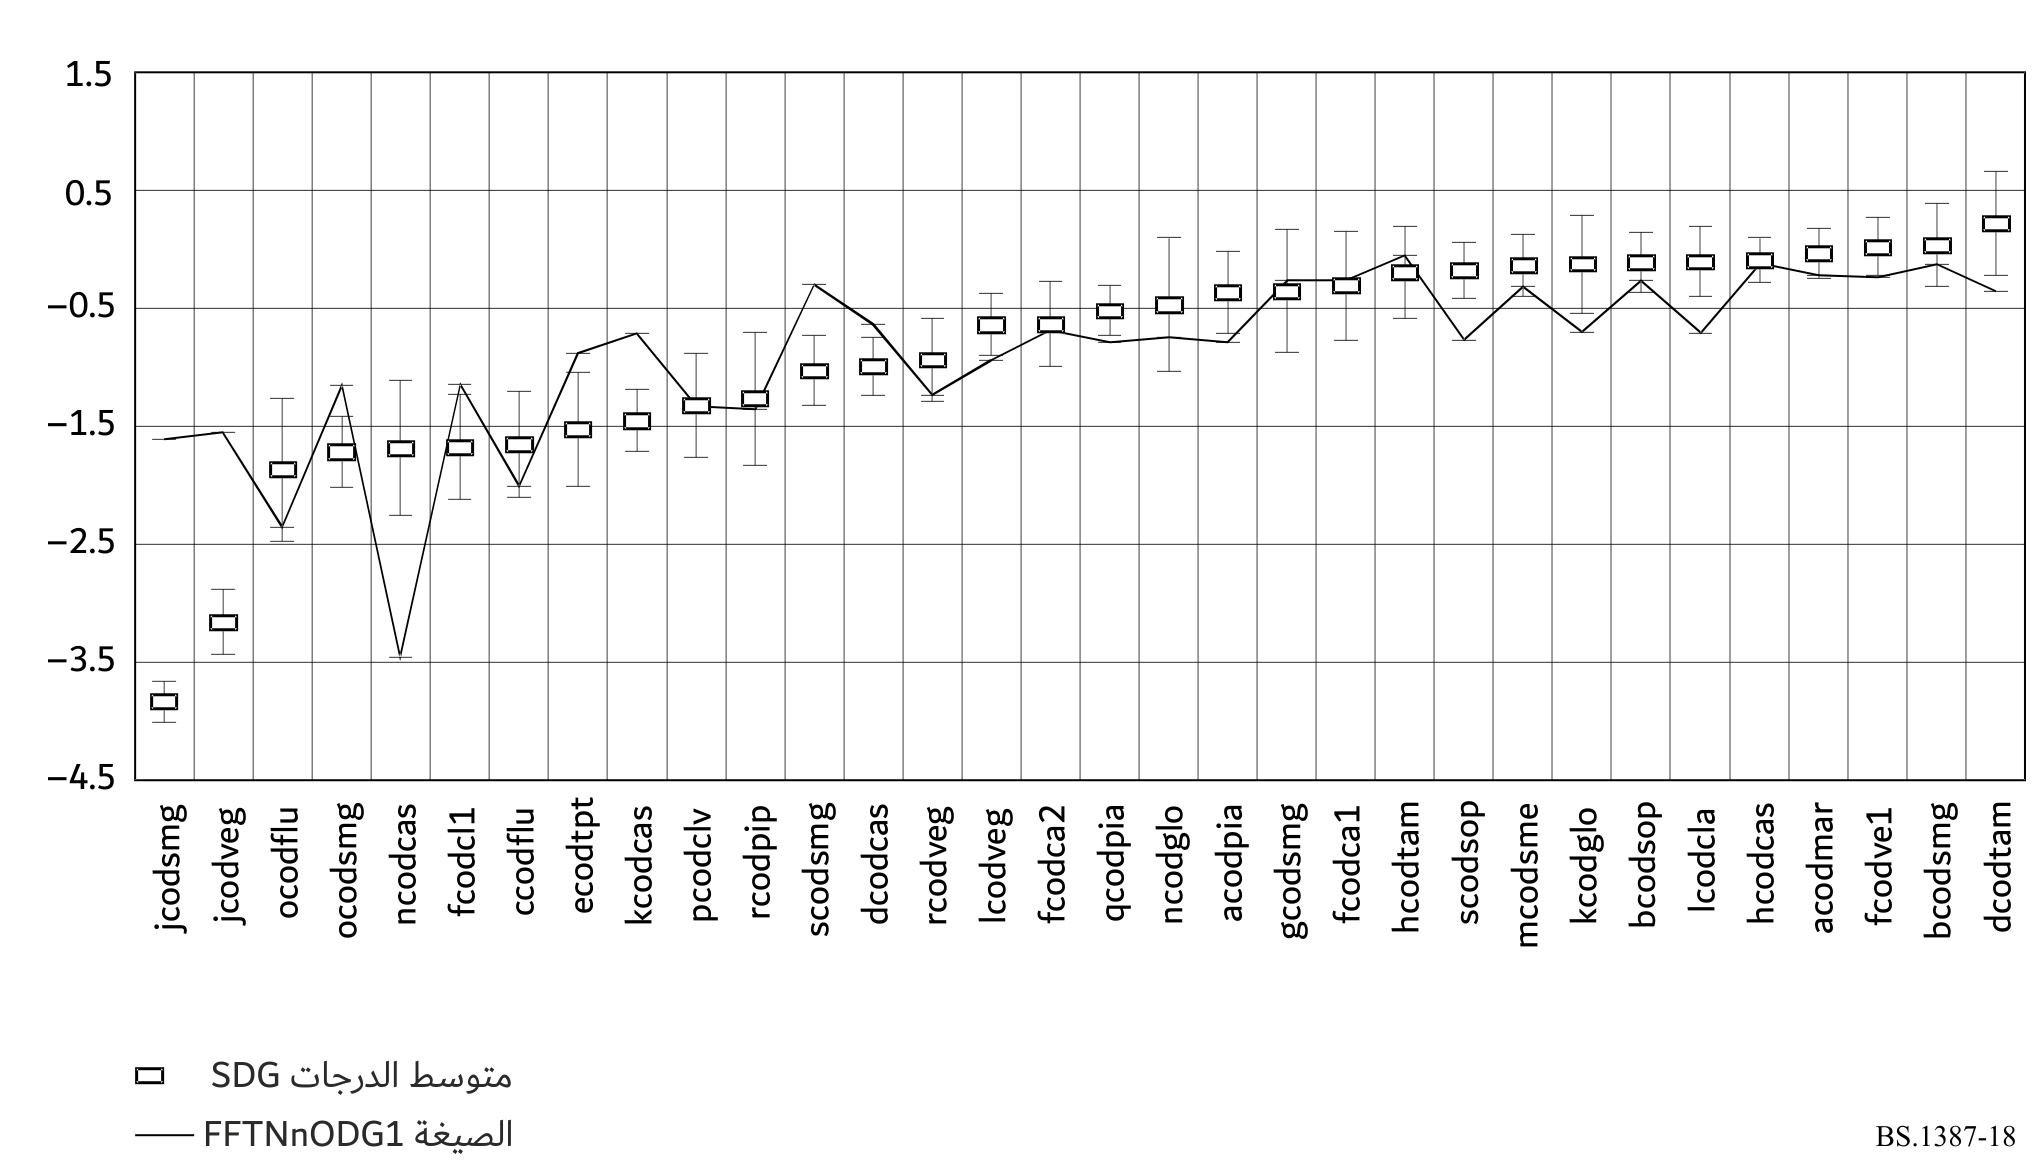 1.5
0.5
−0.5
−1.5
−2.5
−3.5
−4.5
jcodsmg
jcodveg
ocodflu
ocodsmg
ncodcas
fcodcl1
ccodflu
ecodtpt
kcodcas
pcodclv
rcodpip
scodsmg
dcodcas
rcodveg
lcodveg
fcodca2
qcodpia
ncodglo
acodpia
gcodsmg
fcodca1
hcodtam
scodsop
mcodsme
kcodglo
bcodsop
lcodcla
hcodcas
acodmar
fcodve1
bcodsmg
dcodtam
متوسط الدرجات SDG
الصيغة FFTNnODG1
BS.1387-18